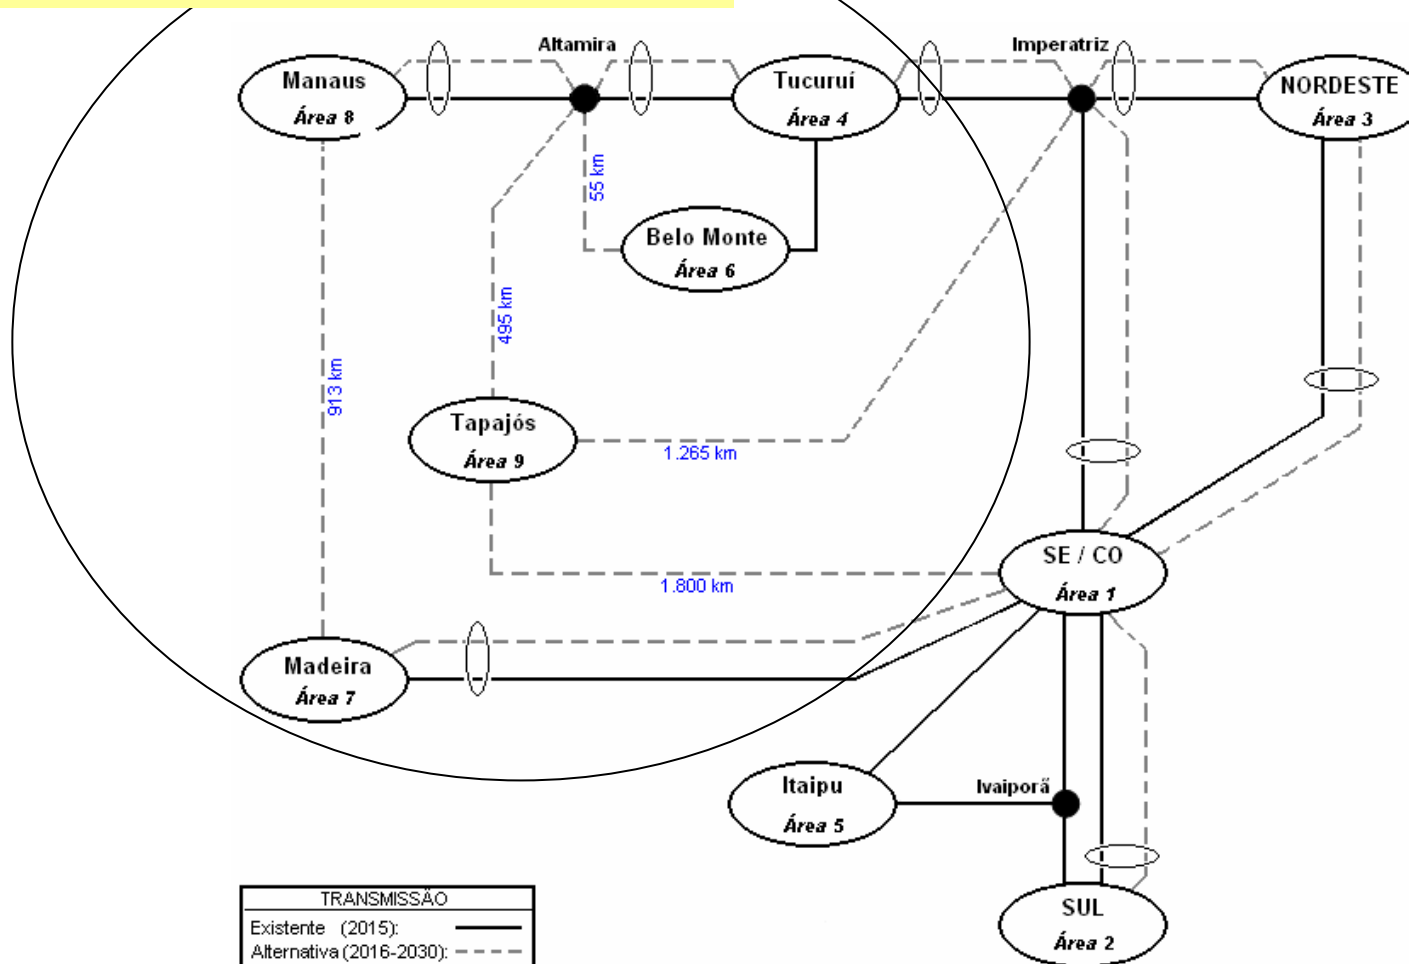 Altamira
Imperatriz
Manaus
Área 8
Tucuruí
Área 4
NORDESTE
Área 3
55 km
Belo Monte
Área 6
495 km
913 km
Tapajós
Área 9
1.265 km
SE / CO
Área 1
1.800 km
Madeira
Área 7
Itaipu
Área 5
Ivaiporã
SUL
Área 2
TRANSMISSÃO
Existente (2015):
Alternativa (2016-2030):